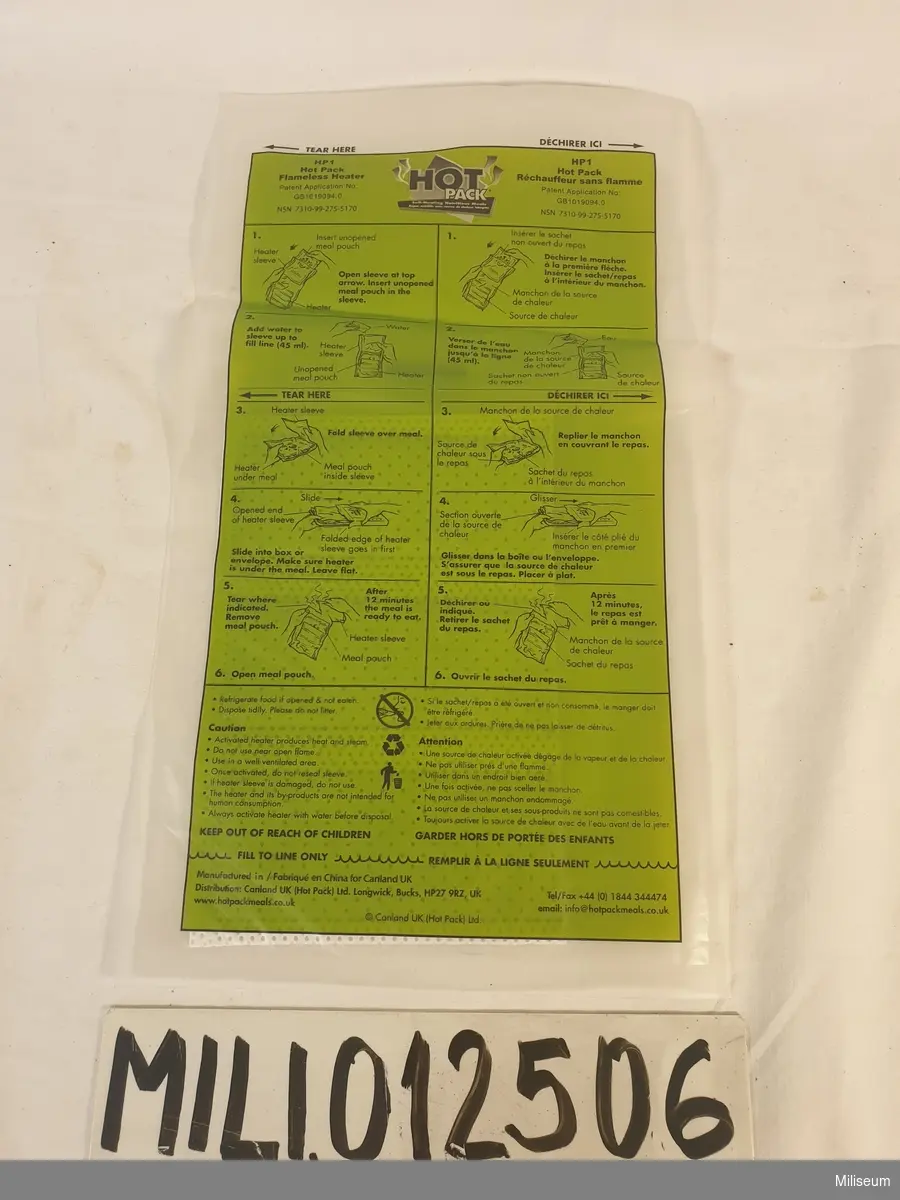 TEAR HERE
DÉCHIRER ICI
HP1
Hot Pack
Flameless Heater
Patent Application No:
GB1019094.0
NSN 7310-99-275-5170
HOT
PACK
Self-Heating Nutritious Meals
HP1
Hot Pack
Réchauffeur sans flamme
Patent Application No:
GB1019094.0
NSN 7310-99-275-5170
1.
Insert unopened
meal pouch
Heater
sleeve
Open sleeve at top
arrow. Insert unopened
meal pouch in the
sleeve.
Heater
2.
Add water to
sleeve up to
fill line (45 ml).
Water
Heater
sleeve
Unopened
meal pouch
Heater
TEAR HERE
3.
Heater sleeve
Fold sleeve over meal.
Heater
under meal
Meal pouch
inside sleeve
4.
Slide
Opened end
of heater sleeve
Folded edge of heater
sleeve goes in first
Slide into box or
envelope. Make sure heater
is under the meal. Leave flat.
5.
Tear where
indicated.
Remove
meal pouch.
After
12 minutes
the meal is
ready to eat.
Heater sleeve
Meal pouch
6. Open meal pouch.
1.
Insérer le sachet
non ouvert du repas
Déchirer le manchon
à la première flèche.
Insérer le sachet/repas
à l'intérieur du manchon.
Manchon de la source
de chaleur
Source de chaleur
2.
Verser de l'eau
dans le manchon
jusqu'à la ligne
(45 ml).
Eau
Manchon
de la source
de chaleur
Sachet non ouvert
de repas
Source
de chaleur
DÉCHIRER ICI
3.
Manchon de la source de chaleur
Replier le manchon
en couvrant le repas.
Source de
chaleur sous
le repas
Sachet du repas
à l'intérieur du manchon
4.
Glisser
Section ouverte
de la source de
chaleur
Insérer le côté plié du
manchon en premier
Glisser dans la boîte ou l'enveloppe.
S'assurer que la source de chaleur
est sous le repas. Placer à plat.
5.
Déchirer ou
indiqué.
Retirer le sachet
du repas.
Après
12 minutes,
le repas est
prêt à manger.
Manchon de la source
de chaleur
Sachet du repas
6. Ouvrir le sachet du repas.
• Refrigerate food if opened & not eaten.
• Dispose tidily. Please do not litter.
Caution
• Activated heater produces heat and steam.
• Do not use near open flame.
• Use in a well ventilated area.
• Once activated, do not reseal sleeve.
• If heater sleeve is damaged, do not use.
• The heater and its by-products are not intended for
human consumption.
• Always activate heater with water before disposal.
KEEP OUT OF REACH OF CHILDREN
• Si le sachet/repas a été ouvert et non consommé, le manger doit
être réfrigéré.
• Jeter aux ordures. Prière de ne pas laisser de détritus.
Attention
• Une source de chaleur activée dégage de la vapeur et de la chaleur
• Ne pas utiliser près d'une flamme.
• Utiliser dans un endroit bien aéré.
• Une fois activée, ne pas sceller le manchon.
• Ne pas utiliser un manchon endommagé.
• La source de chaleur et ses sous-produits ne sont pas comestibles.
• Toujours activer la source de chaleur avec de l'eau avant de la jeter.
GARDER HORS DE PORTÉE DES ENFANTS
FILL TO LINE ONLY
REMPLIR À LA LIGNE SEULEMENT
Manufactured in / Fabriqué en China for Canland UK
Distribution: Canland UK (Hot Pack) Ltd. Longwick, Bucks, HP27 9RZ, UK
www.hotpackmeals.co.uk
Tel/Fax +44 (0) 1844 344474
email: info@hotpackmeals.co.uk
© Canland UK (Hot Pack) Ltd
MILI.012506
Miliseum